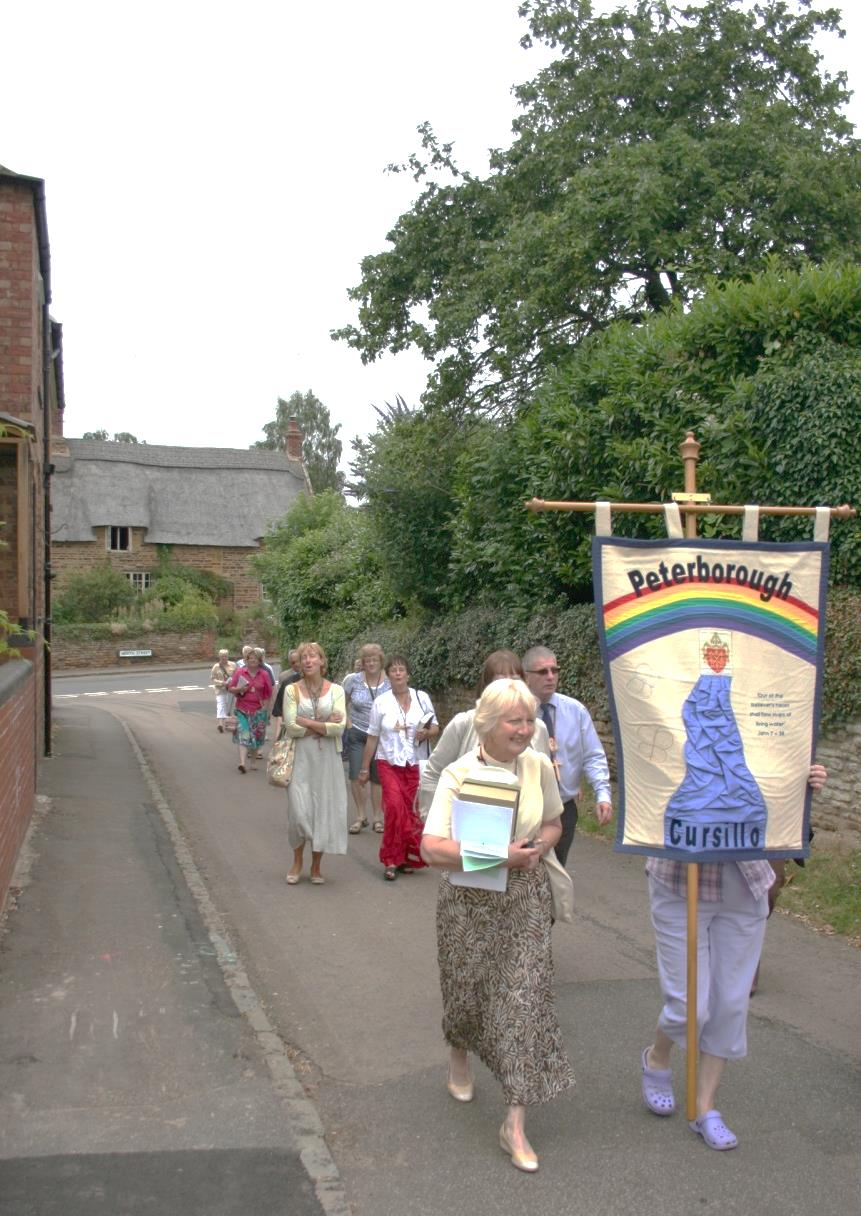 Peterborough
"Out of the
believer's heart
shall flow rivers of
living water"
John 7 v 38
Cursillo